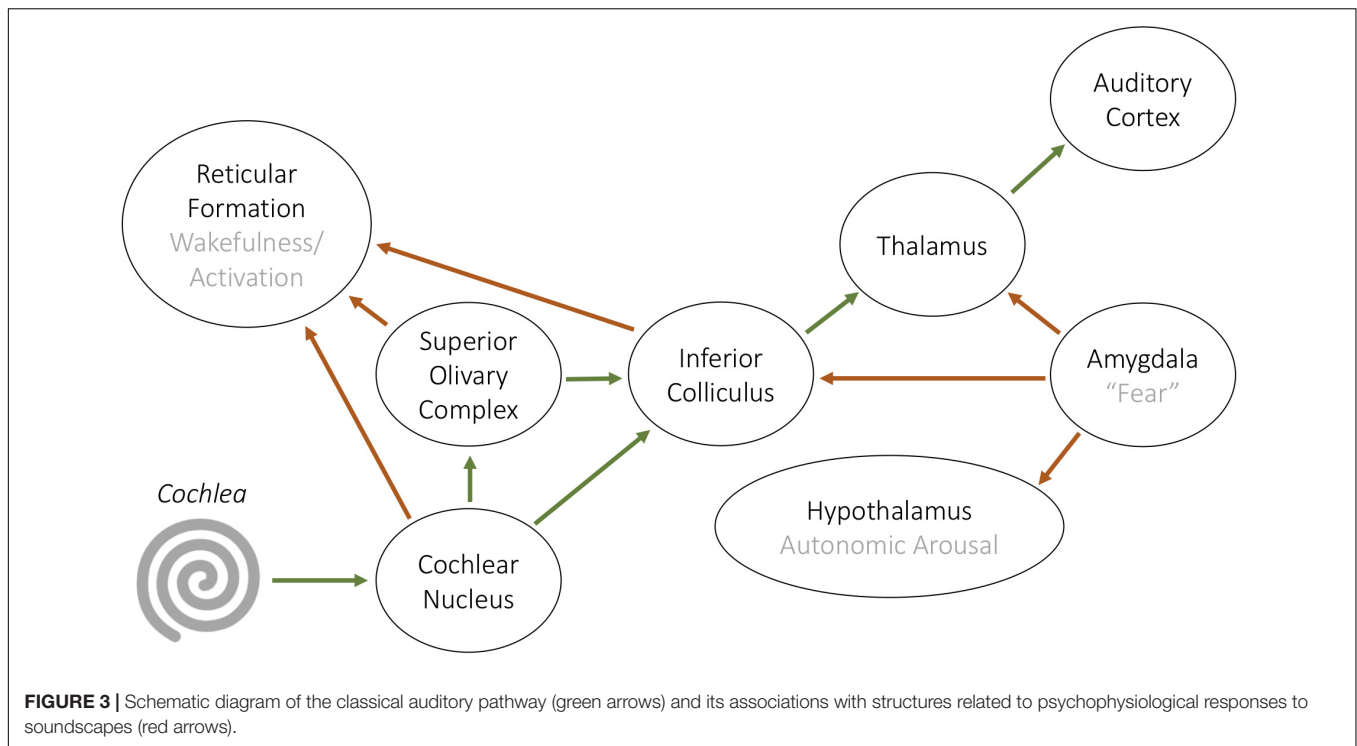 Auditory
Cortex
Reticular
Formation
Wakefulness/
Activation
Thalamus
Superior
Olivary
Complex
Inferior
Colliculus
Amygdala
“Fear”
Cochlea
Hypothalamus
Autonomic Arousal
Cochlear
Nucleus
FIGURE 3 | Schematic diagram of the classical auditory pathway (green arrows) and its associations with structures related to psychophysiological responses to
soundscapes (red arrows).